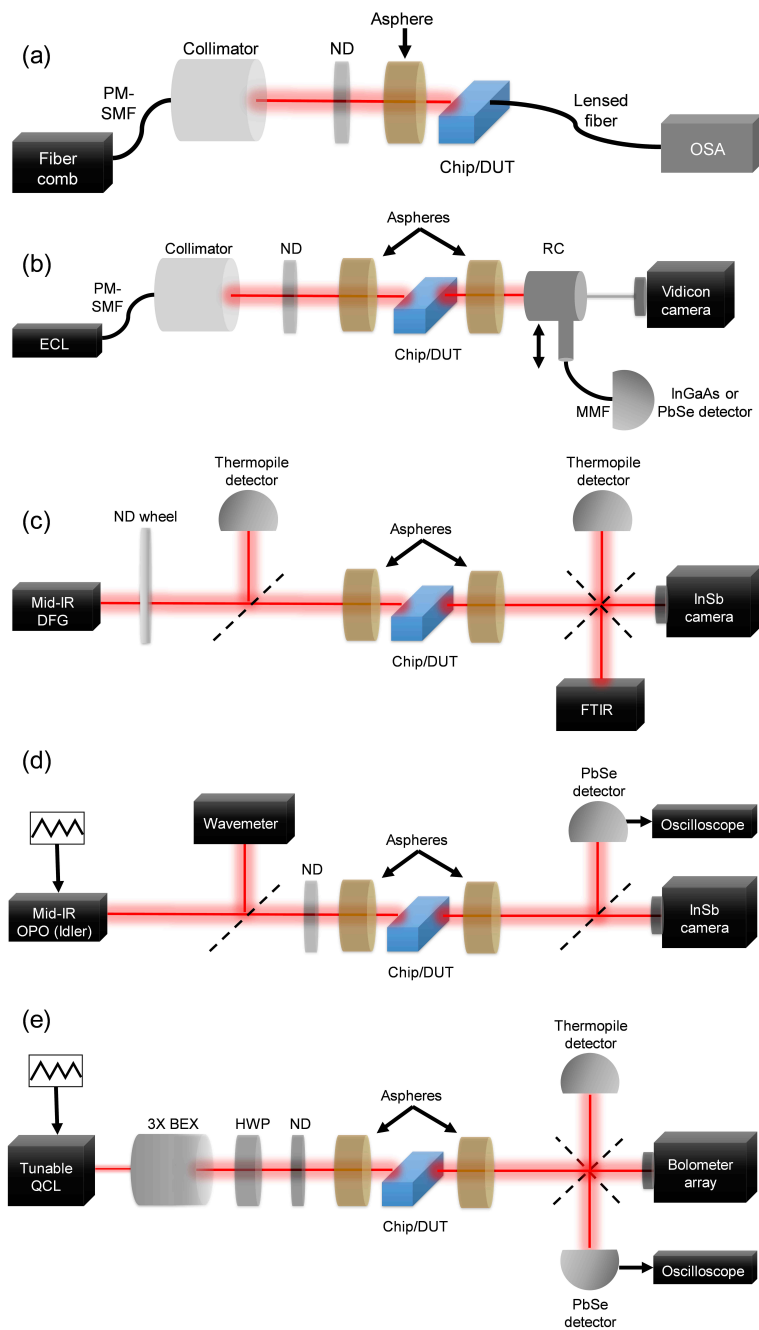 (a)
Asphere
ND
Collimator
PM-
SMF
Fiber
comb
Chip/DUT
Lensed
fiber
OSA
(b)
Aspheres
Collimator
ND
RC
PM-
SMF
ECL
Chip/DUT
Vidicon
camera
MMF
InGaAs or
PbSe detector
(c)
Thermopile
detector
Thermopile
detector
ND wheel
Aspheres
Mid-IR
DFG
Chip/DUT
InSb
camera
FTIR
(d)
PbSe
detector
Wavemeter
Oscilloscope
Aspheres
ND
Mid-IR
OPO (Idler)
Chip/DUT
InSb
camera
(e)
Thermopile
detector
Aspheres
3X BEX
HWP
ND
Tunable
QCL
Chip/DUT
Bolometer
array
Oscilloscope
PbSe
detector